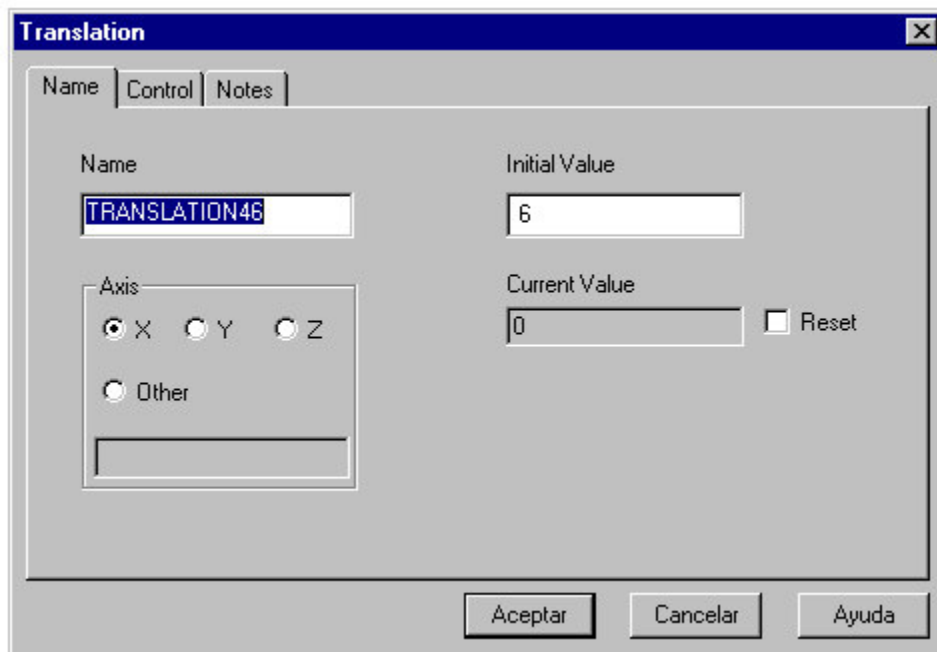 Translation
Name Control Notes
Name
TRANSLATION46
Initial Value
6
Axis
X Y Z
Other
Current Value
0
Reset
Aceptar Cancelar Ayuda